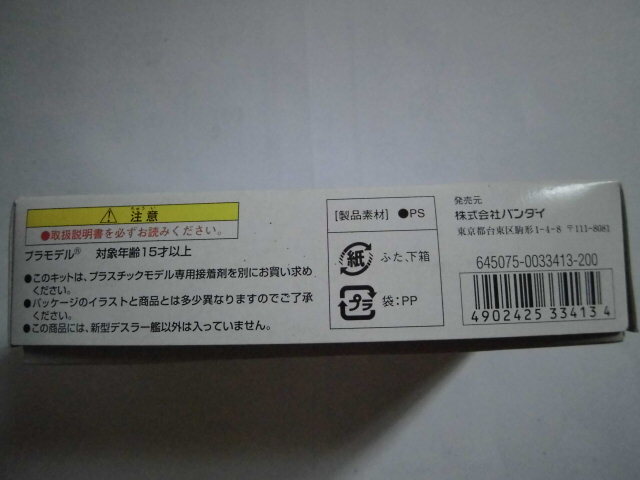 ちゅう い
注意
●取扱説明書を必ずお読みください。
プラモデル® 対象年齢15才以上
●このキットは、プラスチックモデル専用接着剤を別にお買い求め
ください。
●パッケージのイラストと商品とは多少異なりますのでご了承
ください。
●この商品には、新型デスラー艦以外は入っていません。
[製品素材] ●PS
紙 ふた、下箱
プラ 袋:PP
発売元
株式会社バンダイ
東京都台東区駒形1-4-8 〒111-8081
645075-0033413-200
4902425334134